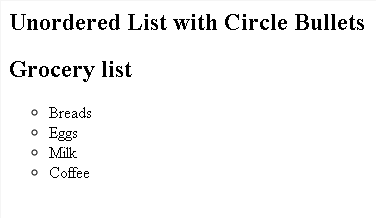 Unordered List with Circle Bullets
Grocery list
Breads
Eggs
Milk
Coffee